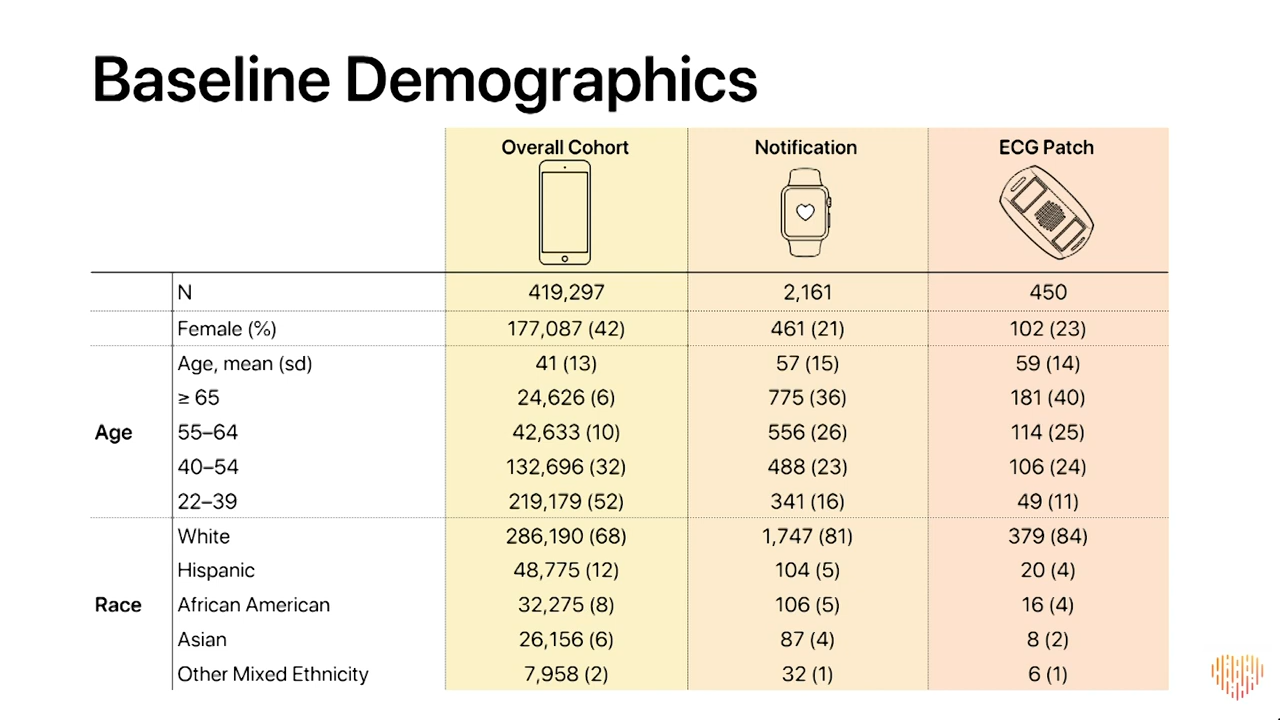 Baseline Demographics
Overall Cohort Notification ECG Patch
N 419,297 2,161 450
Female (%) 177,087 (42) 461 (21) 102 (23)
Age, mean (sd) 41 (13) 57 (15) 59 (14)
≥ 65 24,626 (6) 775 (36) 181 (40)
Age 55–64 42,633 (10) 556 (26) 114 (25)
40–54 132,696 (32) 488 (23) 106 (24)
22–39 219,179 (52) 341 (16) 49 (11)
White 286,190 (68) 1,747 (81) 379 (84)
Hispanic 48,775 (12) 104 (5) 20 (4)
Race African American 32,275 (8) 106 (5) 16 (4)
Asian 26,156 (6) 87 (4) 8 (2)
Other Mixed Ethnicity 7,958 (2) 32 (1) 6 (1)